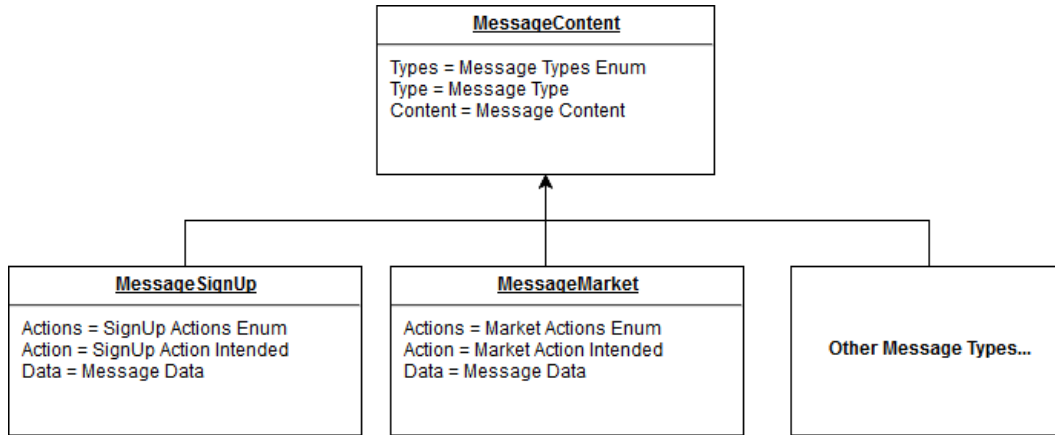 MessageContent
Types = Message Types Enum
Type = Message Type
Content = Message Content
MessageSignUp
Actions = SignUp Actions Enum
Action = SignUp Action Intended
Data = Message Data
MessageMarket
Actions = Market Actions Enum
Action = Market Action Intended
Data = Message Data
Other Message Types...